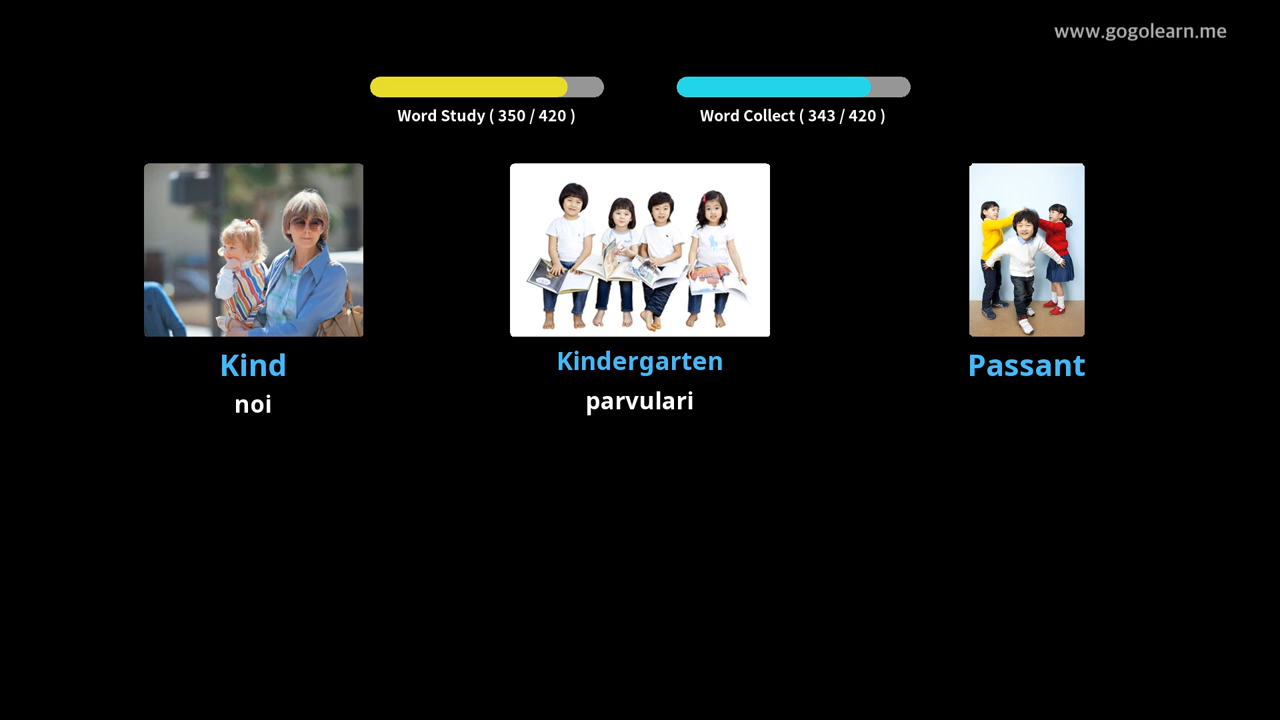 www.gogolearn.me
Word Study ( 350 / 420 )
Word Collect ( 343 / 420 )
Kind
noi
Kindergarten
parvulari
Passant